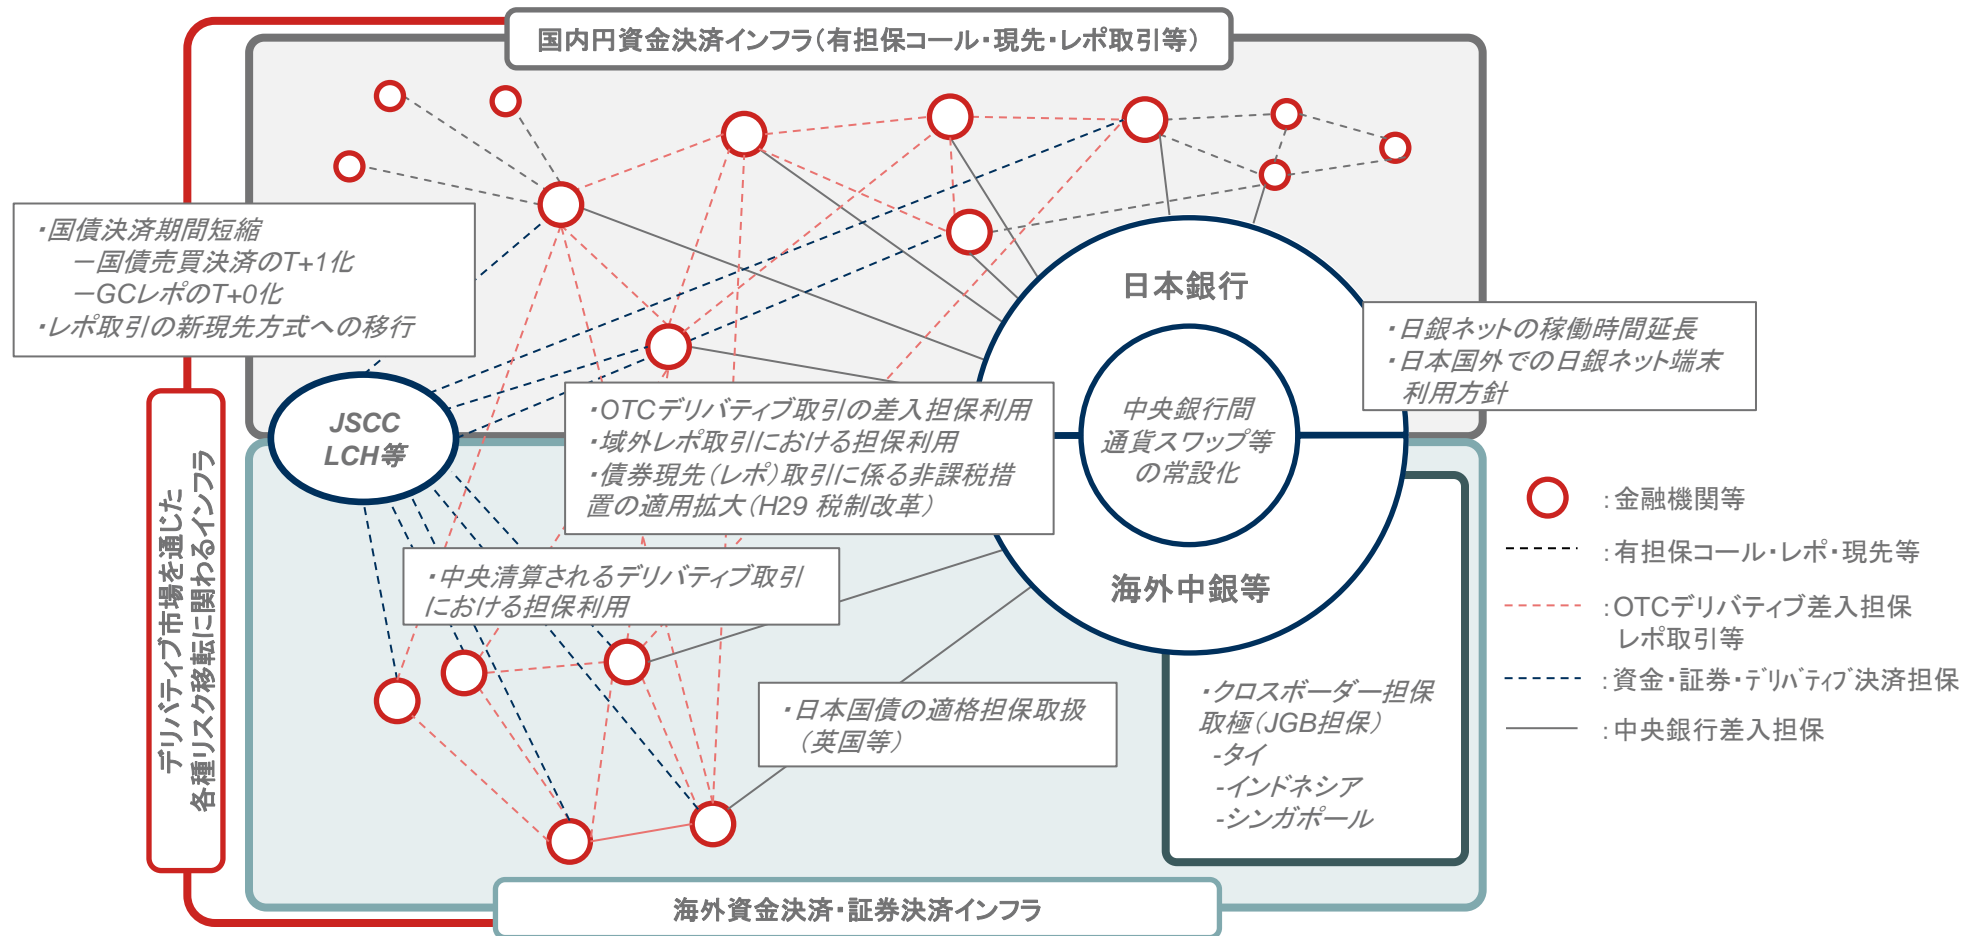 国内円資金決済インフラ（有担保コール・現先・レポ取引等）
・国債決済期間短縮
－国債売買決済のT+1化
－GCレポのT+0化
・レポ取引の新現先方式への移行
日本銀行
・日銀ネットの稼働時間延長
・日本国外での日銀ネット端末
利用方針
JSCC
LCH等
・OTCデリバティブ取引の差入担保利用
・域外レポ取引における担保利用
・債券現先（レポ）取引に係る非課税措
置の適用拡大（H29 税制改革）
中央銀行間
通貨スワップ等
の常設化
デリバティブ市場を通じた
各種リスク移転に関わるインフラ
・中央清算されるデリバティブ取引
における担保利用
海外中銀等
・日本国債の適格担保取扱
（英国等）
・クロスボーダー担保
取極（JGB担保）
-タイ
-インドネシア
-シンガポール
：金融機関等
：有担保コール・レポ・現先等
：OTCデリバティブ差入担保
レポ取引等
：資金・証券・ﾃﾞﾘﾊﾞﾃｨﾌﾞ決済担保
：中央銀行差入担保
海外資金決済・証券決済インフラ